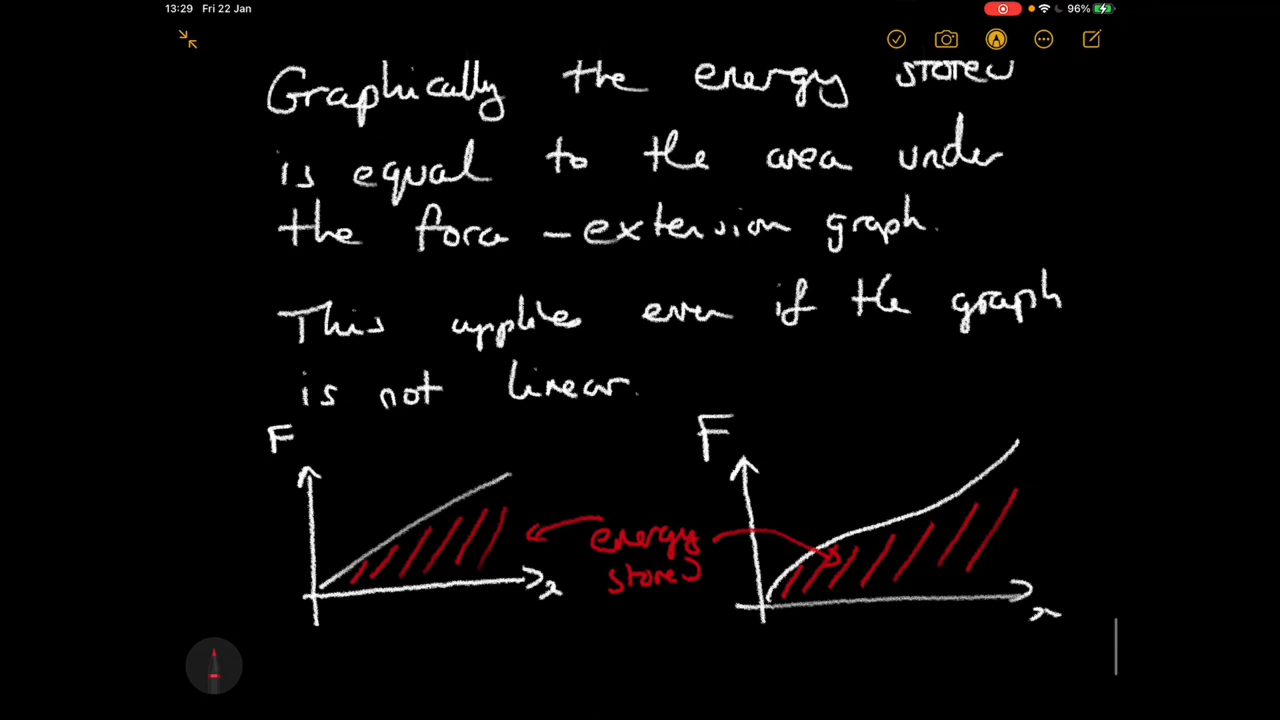 13:29 Fri 22 Jan
96%
Graphically the energy stored
is equal to the area under
the force - extension graph.
This applies even if the graph
is not linear.
F
F
energy
stored
x
x